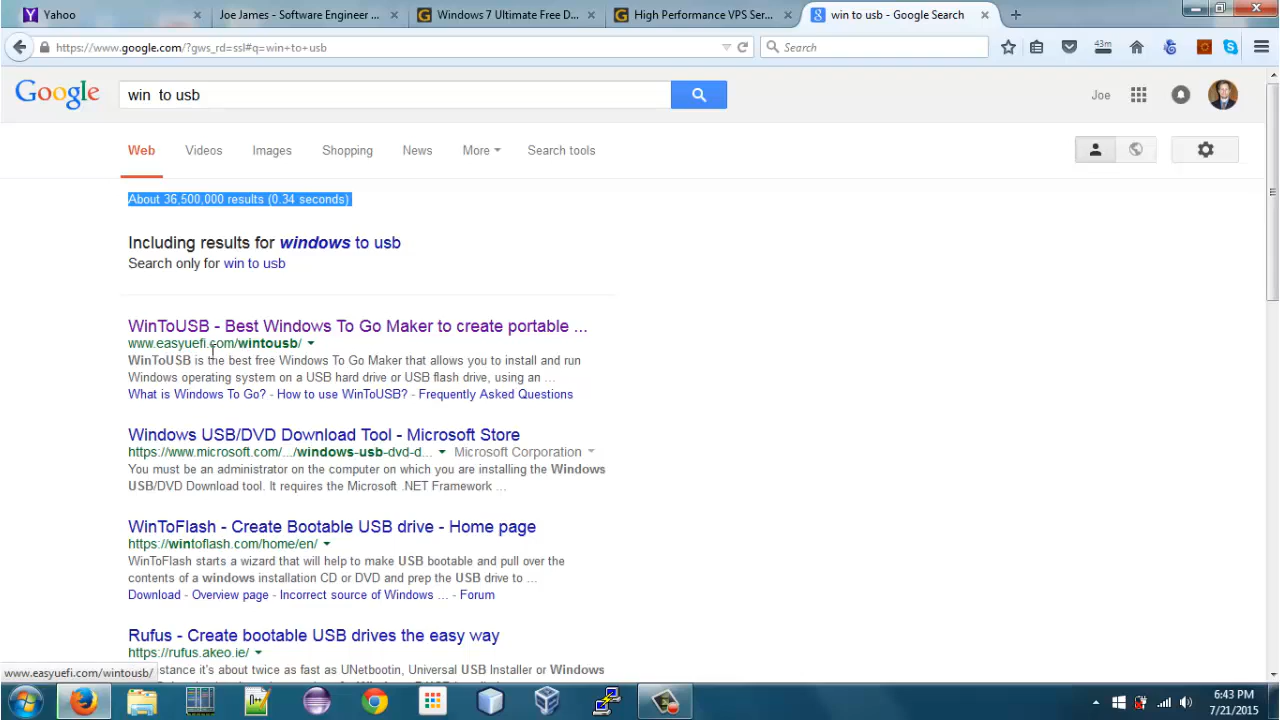 Yahoo
Joe James - Software Engineer ...
Windows 7 Ultimate Free D...
High Performance VPS Ser...
win to usb - Google Search
https://www.google.com/?gws_rd=ssl#q=win+to+usb
Search
43m
Google
win  to usb
Joe
Web
Videos
Images
Shopping
News
More
Search tools
About 36,500,000 results (0.34 seconds)
Including results for windows to usb
Search only for win to usb
WinToUSB - Best Windows To Go Maker to create portable ...
www.easyuefi.com/wintousb/
WinToUSB is the best free Windows To Go Maker that allows you to install and run
Windows operating system on a USB hard drive or USB flash drive, using an ...
What is Windows To Go? - How to use WinToUSB? - Frequently Asked Questions
Windows USB/DVD Download Tool - Microsoft Store
https://www.microsoft.com/.../windows-usb-dvd-d... Microsoft Corporation
You must be an administrator on the computer on which you are installing the Windows
USB/DVD Download tool. It requires the Microsoft .NET Framework ...
WinToFlash - Create Bootable USB drive - Home page
https://wintoflash.com/home/en/
WinToFlash starts a wizard that will help to make USB bootable and pull over the
contents of a windows installation CD or DVD and prep the USB drive to ...
Download - Overview page - Incorrect source of Windows ... - Forum
Rufus - Create bootable USB drives the easy way
https://rufus.akeo.ie/
stance it's about twice as fast as UNetbootin, Universal USB Installer or Windows
www.easyuefi.com/wintousb/
6:43 PM
7/21/2015